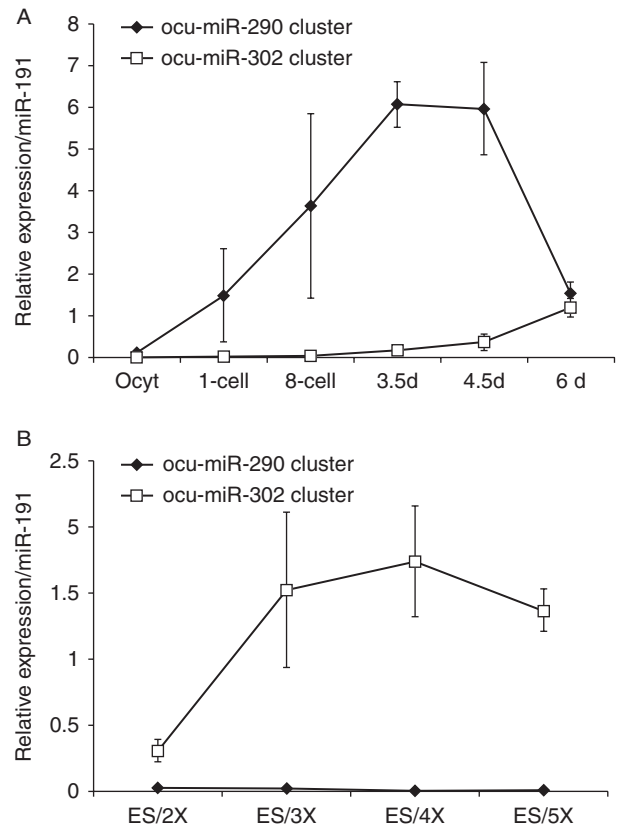 A
8
7
6
5
4
3
2
1
0
Relative expression/miR-191
ocu-miR-290 cluster
ocu-miR-302 cluster
Ocyt 1-cell 8-cell 3.5d 4.5d 6 d
B
2.5
5
1.5
1
0.5
0
Relative expression/miR-191
ocu-miR-290 cluster
ocu-miR-302 cluster
ES/2X ES/3X ES/4X ES/5X